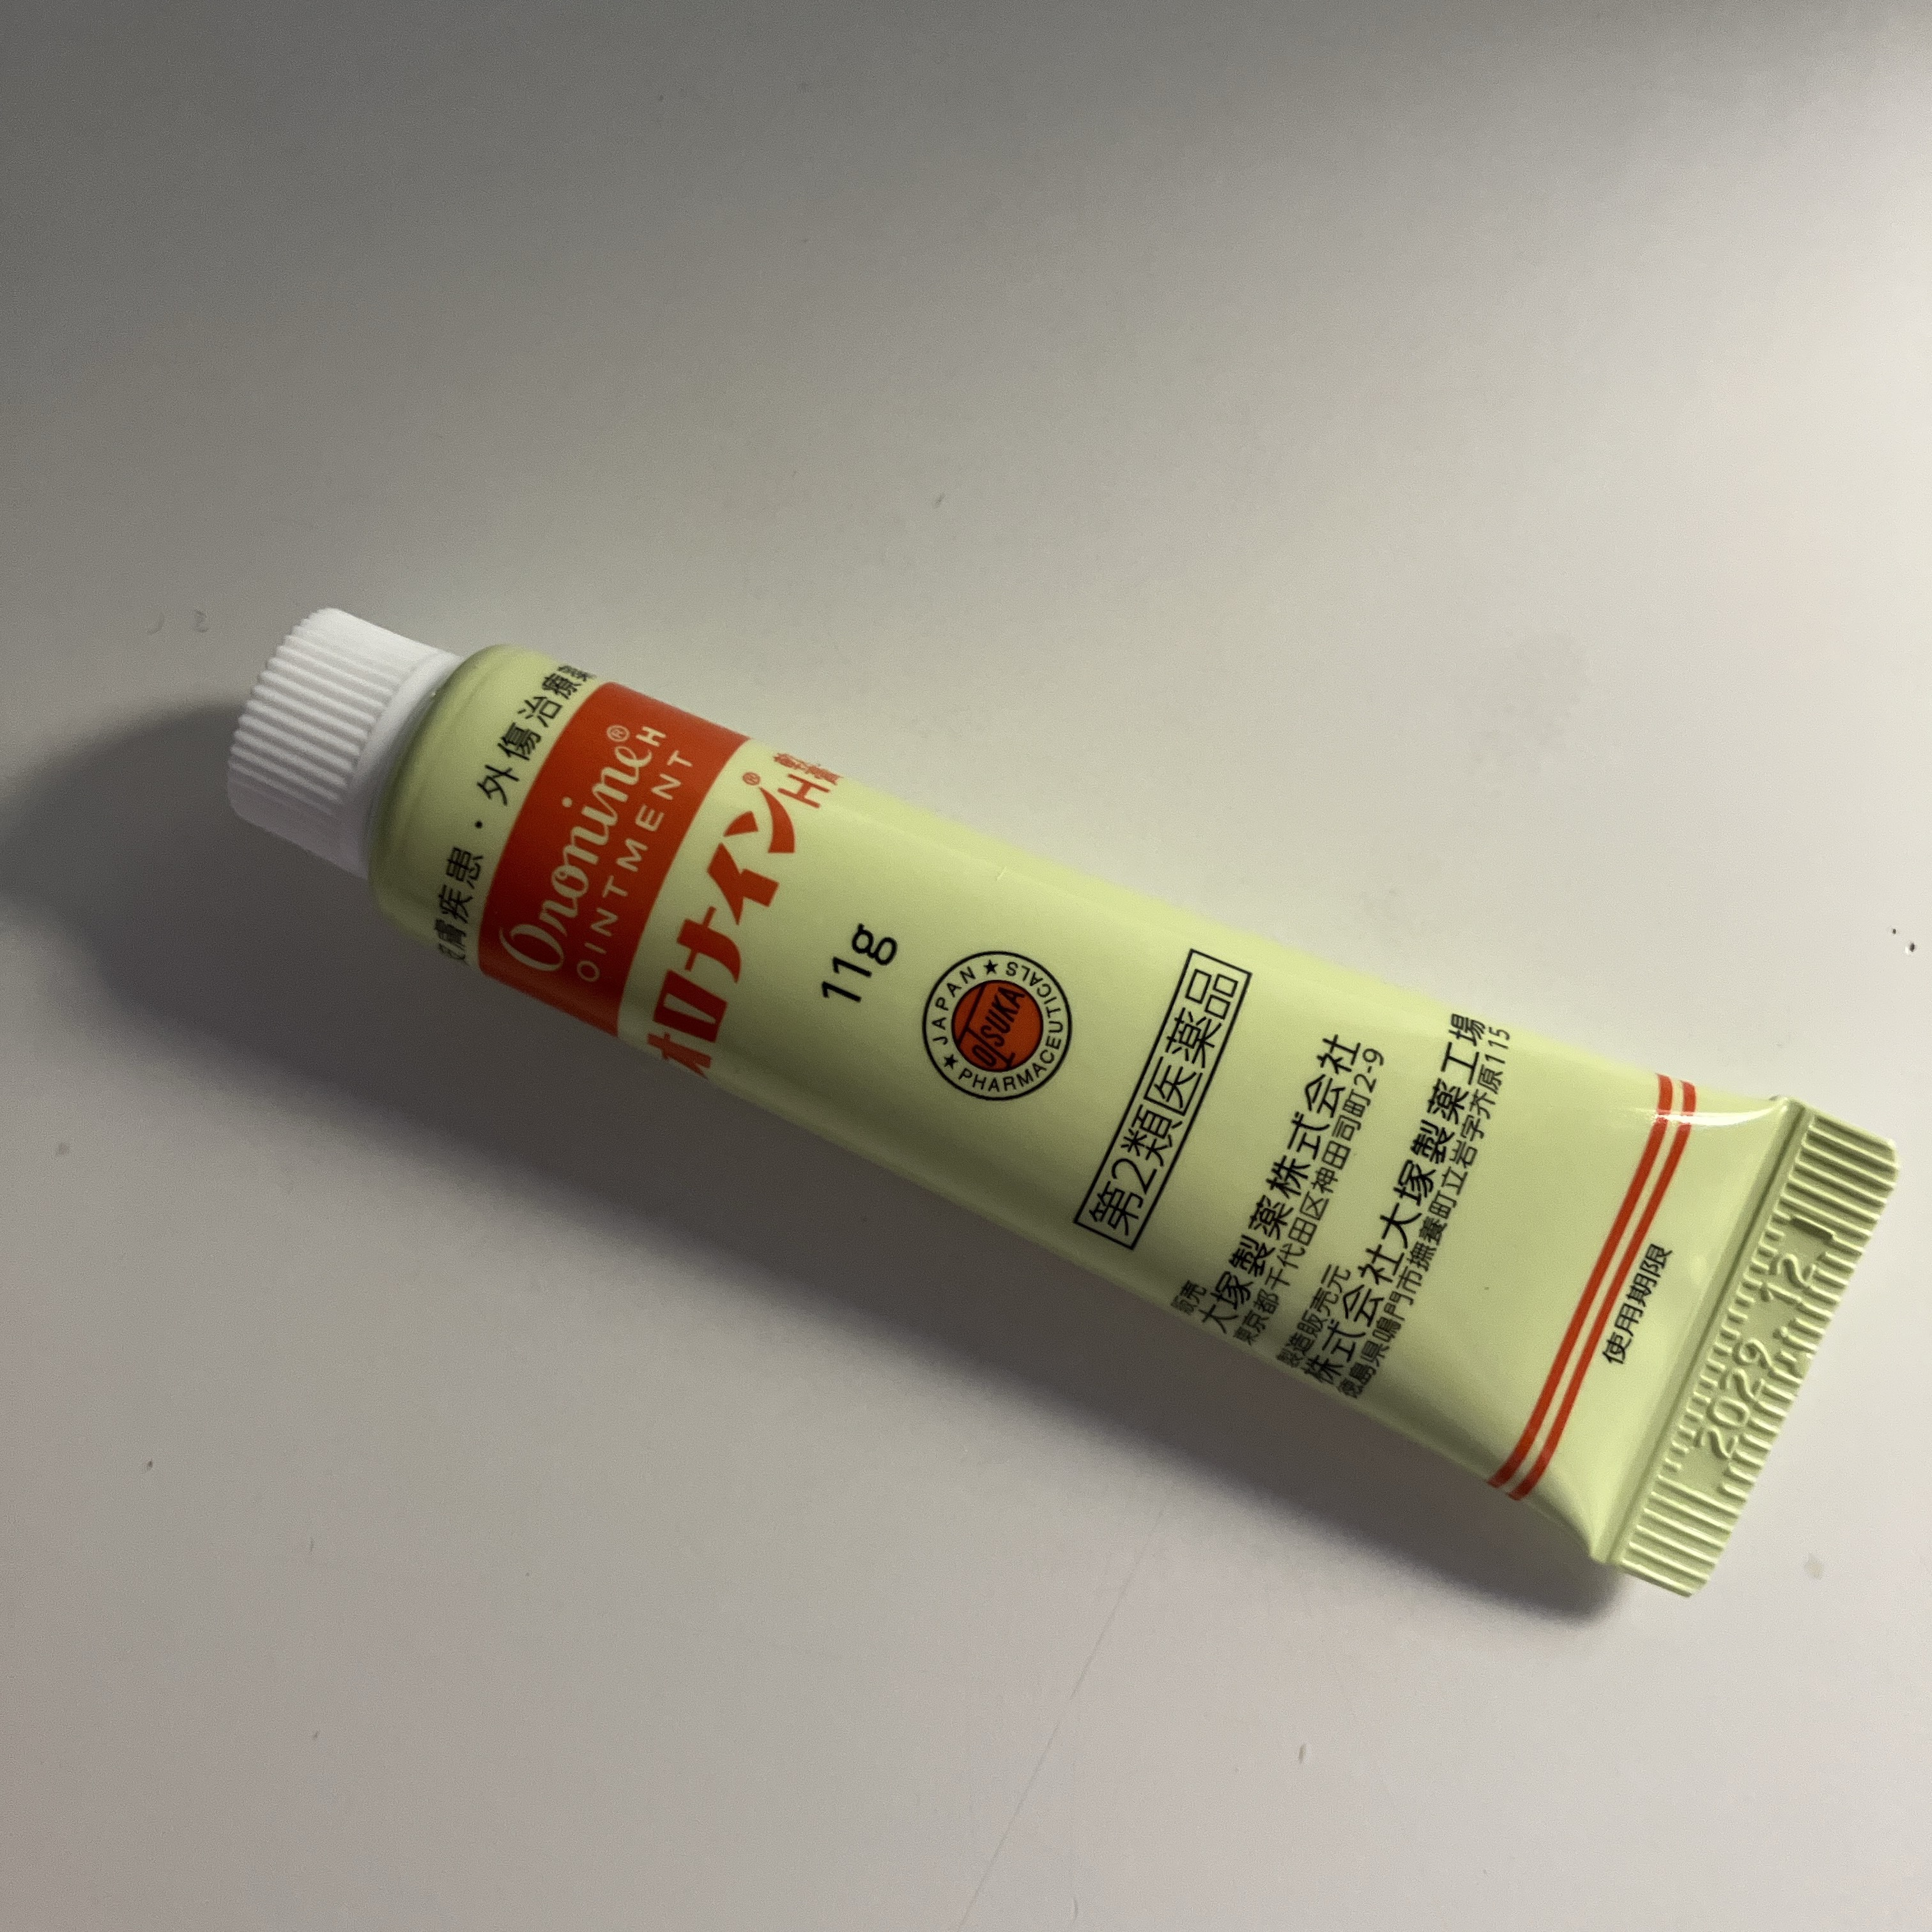 皮膚疾患・外傷治療薬
Oronine® H
OINTMENT
オロナイン®H軟膏
11g
JAPAN ★ PHARMACEUTICALS ★
OTSUKA
第2類医薬品
販売
大塚製薬株式会社
東京都千代田区神田司町2-9
製造販売元
株式会社大塚製薬工場
徳島県鳴門市撫養町立岩字芥原115
使用期限
2029 12